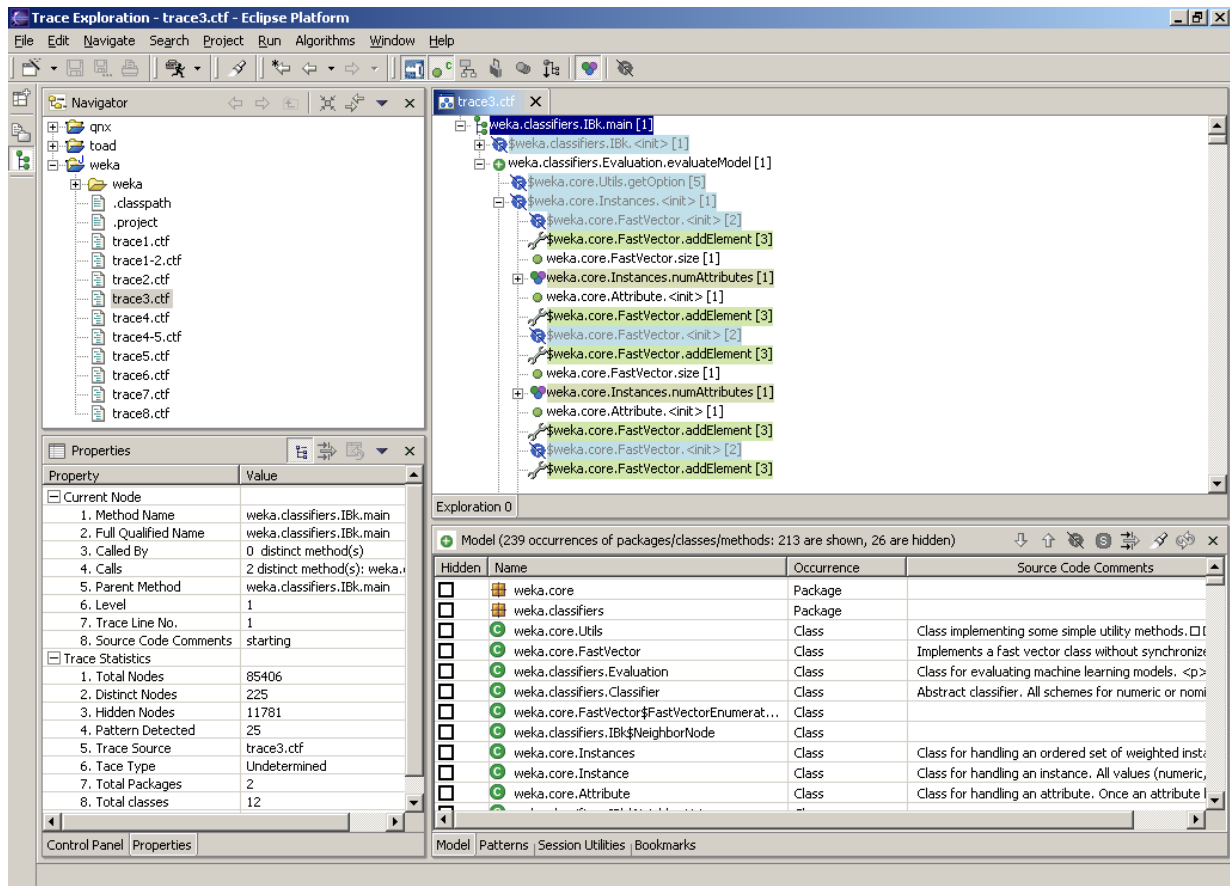 Trace Exploration - trace3.ctf - Eclipse Platform
File Edit Navigate Search Project Run Algorithms Window Help
Navigator
qnx
toad
weka
weka
.classpath
.project
trace1.ctf
trace1-2.ctf
trace2.ctf
trace3.ctf
trace4.ctf
trace4-5.ctf
trace5.ctf
trace6.ctf
trace7.ctf
trace8.ctf
Properties
Property Value
Current Node
1. Method Name weka.classifiers.IBk.main
2. Full Qualified Name weka.classifiers.IBk.main
3. Called By 0 distinct method(s)
4. Calls 2 distinct method(s): weka.
5. Parent Method weka.classifiers.IBk.main
6. Level 1
7. Trace Line No. 1
8. Source Code Comments starting
Trace Statistics
1. Total Nodes 85406
2. Distinct Nodes 225
3. Hidden Nodes 11781
4. Pattern Detected 25
5. Trace Source trace3.ctf
6. Tace Type Undetermined
7. Total Packages 2
8. Total classes 12
Control Panel Properties
trace3.ctf
weka.classifiers.IBk.main [1]
$weka.classifiers.IBk.<init> [1]
weka.classifiers.Evaluation.evaluateModel [1]
$weka.core.Utils.getOption [5]
$weka.core.Instances.<init> [1]
$weka.core.FastVector.<init> [2]
$weka.core.FastVector.addElement [3]
weka.core.FastVector.size [1]
weka.core.Instances.numAttributes [1]
weka.core.Attribute.<init> [1]
$weka.core.FastVector.addElement [3]
$weka.core.FastVector.<init> [2]
$weka.core.FastVector.addElement [3]
weka.core.FastVector.size [1]
weka.core.Instances.numAttributes [1]
weka.core.Attribute.<init> [1]
$weka.core.FastVector.addElement [3]
$weka.core.FastVector.<init> [2]
$weka.core.FastVector.addElement [3]
Exploration 0
Model (239 occurrences of packages/classes/methods: 213 are shown, 26 are hidden)
Hidden Name Occurrence Source Code Comments
weka.core Package
weka.classifiers Package
weka.core.Utils Class Class implementing some simple utility methods.
weka.core.FastVector Class Implements a fast vector class without synchronize
weka.classifiers.Evaluation Class Class for evaluating machine learning models. <p>
weka.classifiers.Classifier Class Abstract classifier. All schemes for numeric or nomi
weka.core.FastVector$FastVectorEnumerat... Class
weka.classifiers.IBk$NeighborNode Class
weka.core.Instances Class Class for handling an ordered set of weighted insta
weka.core.Instance Class Class for handling an instance. All values (numeric,
weka.core.Attribute Class Class for handling an attribute. Once an attribute
Model Patterns Session Utilities Bookmarks